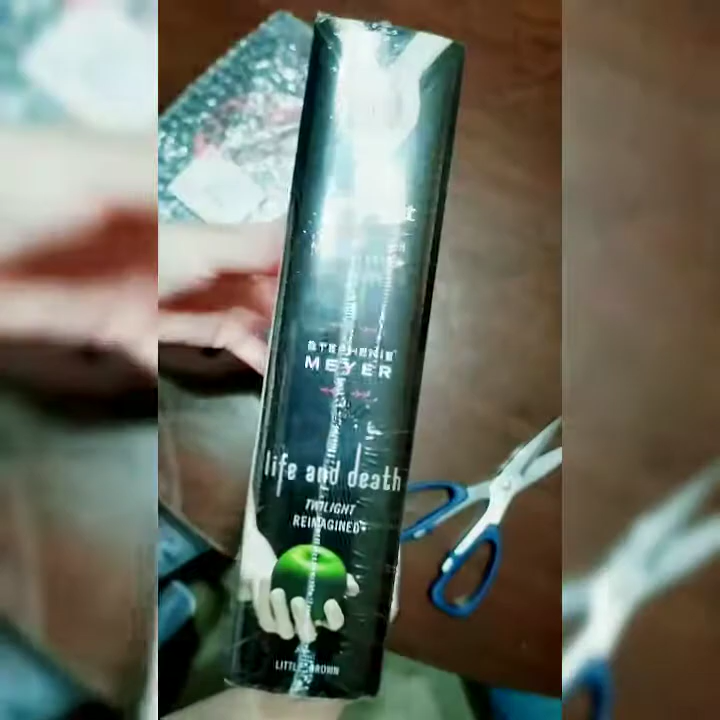 STEPHENIE
MEYER
life and death
TWILIGHT
REIMAGINED
LITTLE, BROWN